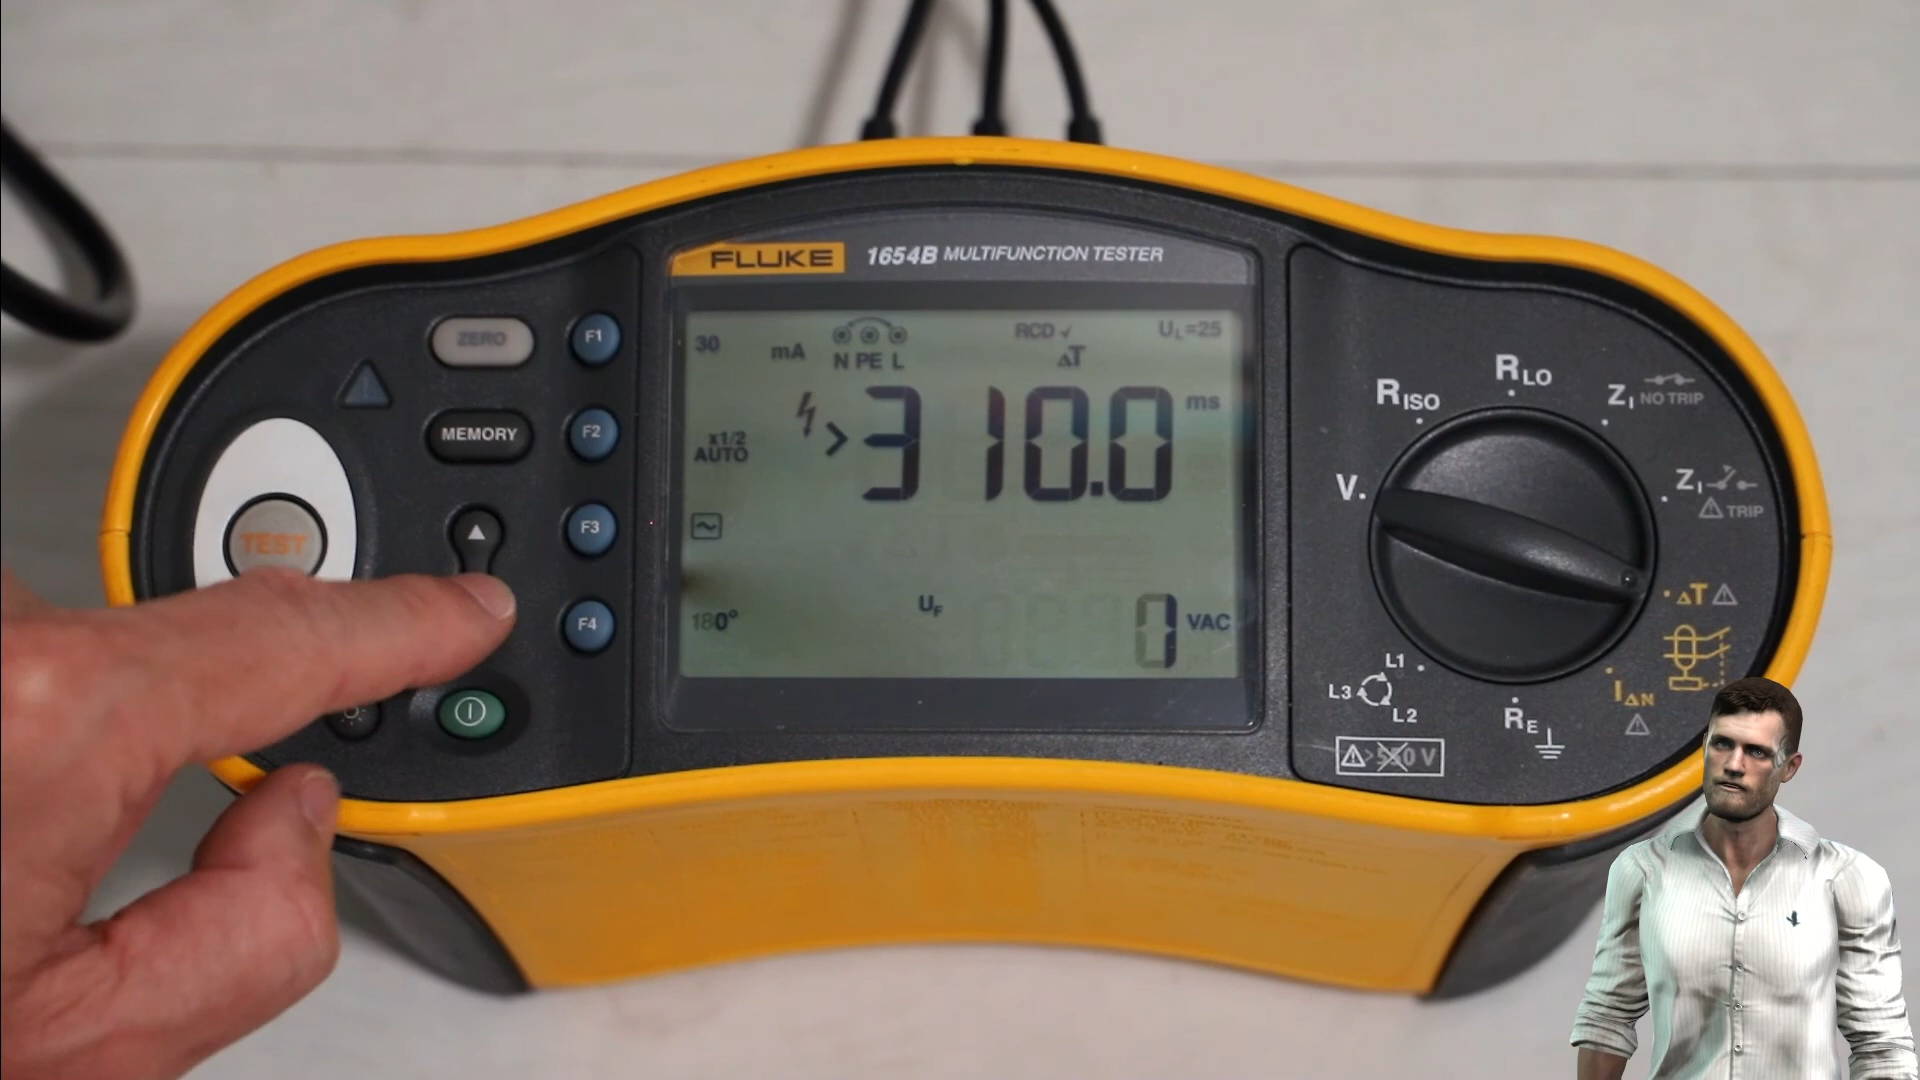 FLUKE 1654B MULTIFUNCTION TESTER
ZERO
F1
MEMORY
F2
TEST
F3
F4
30 mA
N PE L
RCD ✓
ΔT
UL=25
x1/2
AUTO
>310.0 ms
180°
UF
0 VAC
V
RISO
RLO
ZI NO TRIP
ZI TRIP
ΔT
IΔN
RE
L1
L3
L2
>550 V